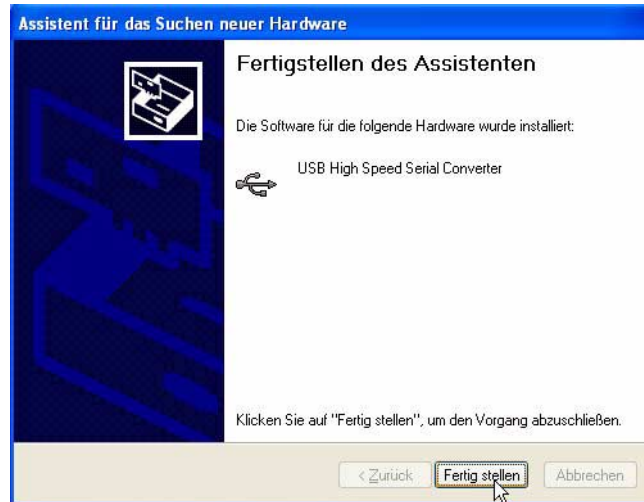 Assistent für das Suchen neuer Hardware
Fertigstellen des Assistenten
Die Software für die folgende Hardware wurde installiert:
USB High Speed Serial Converter
Klicken Sie auf "Fertig stellen", um den Vorgang abzuschließen.
< Zurück Fertig stellen Abbrechen